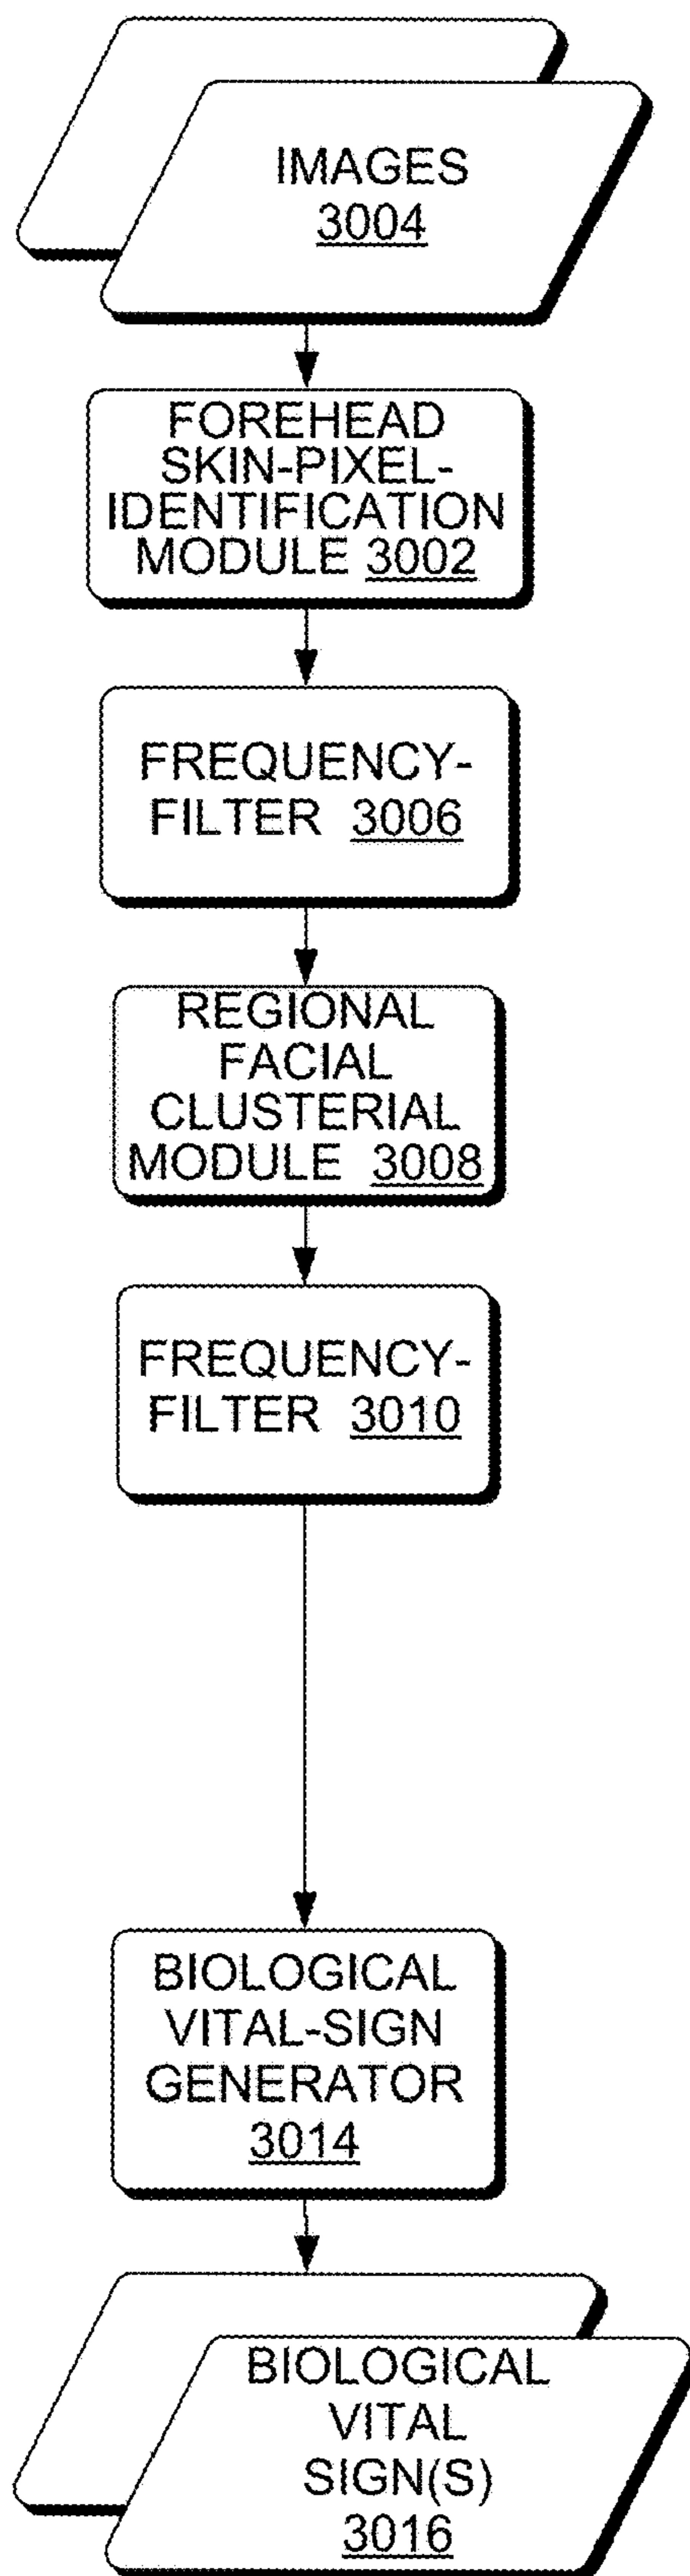 IMAGES
3004
FOREHEAD
SKIN-PIXEL-
IDENTIFICATION
MODULE 3002
FREQUENCY-
FILTER 3006
REGIONAL
FACIAL
CLUSTERIAL
MODULE 3008
FREQUENCY-
FILTER 3010
BIOLOGICAL
VITAL-SIGN
GENERATOR
3014
BIOLOGICAL
VITAL
SIGN(S)
3016